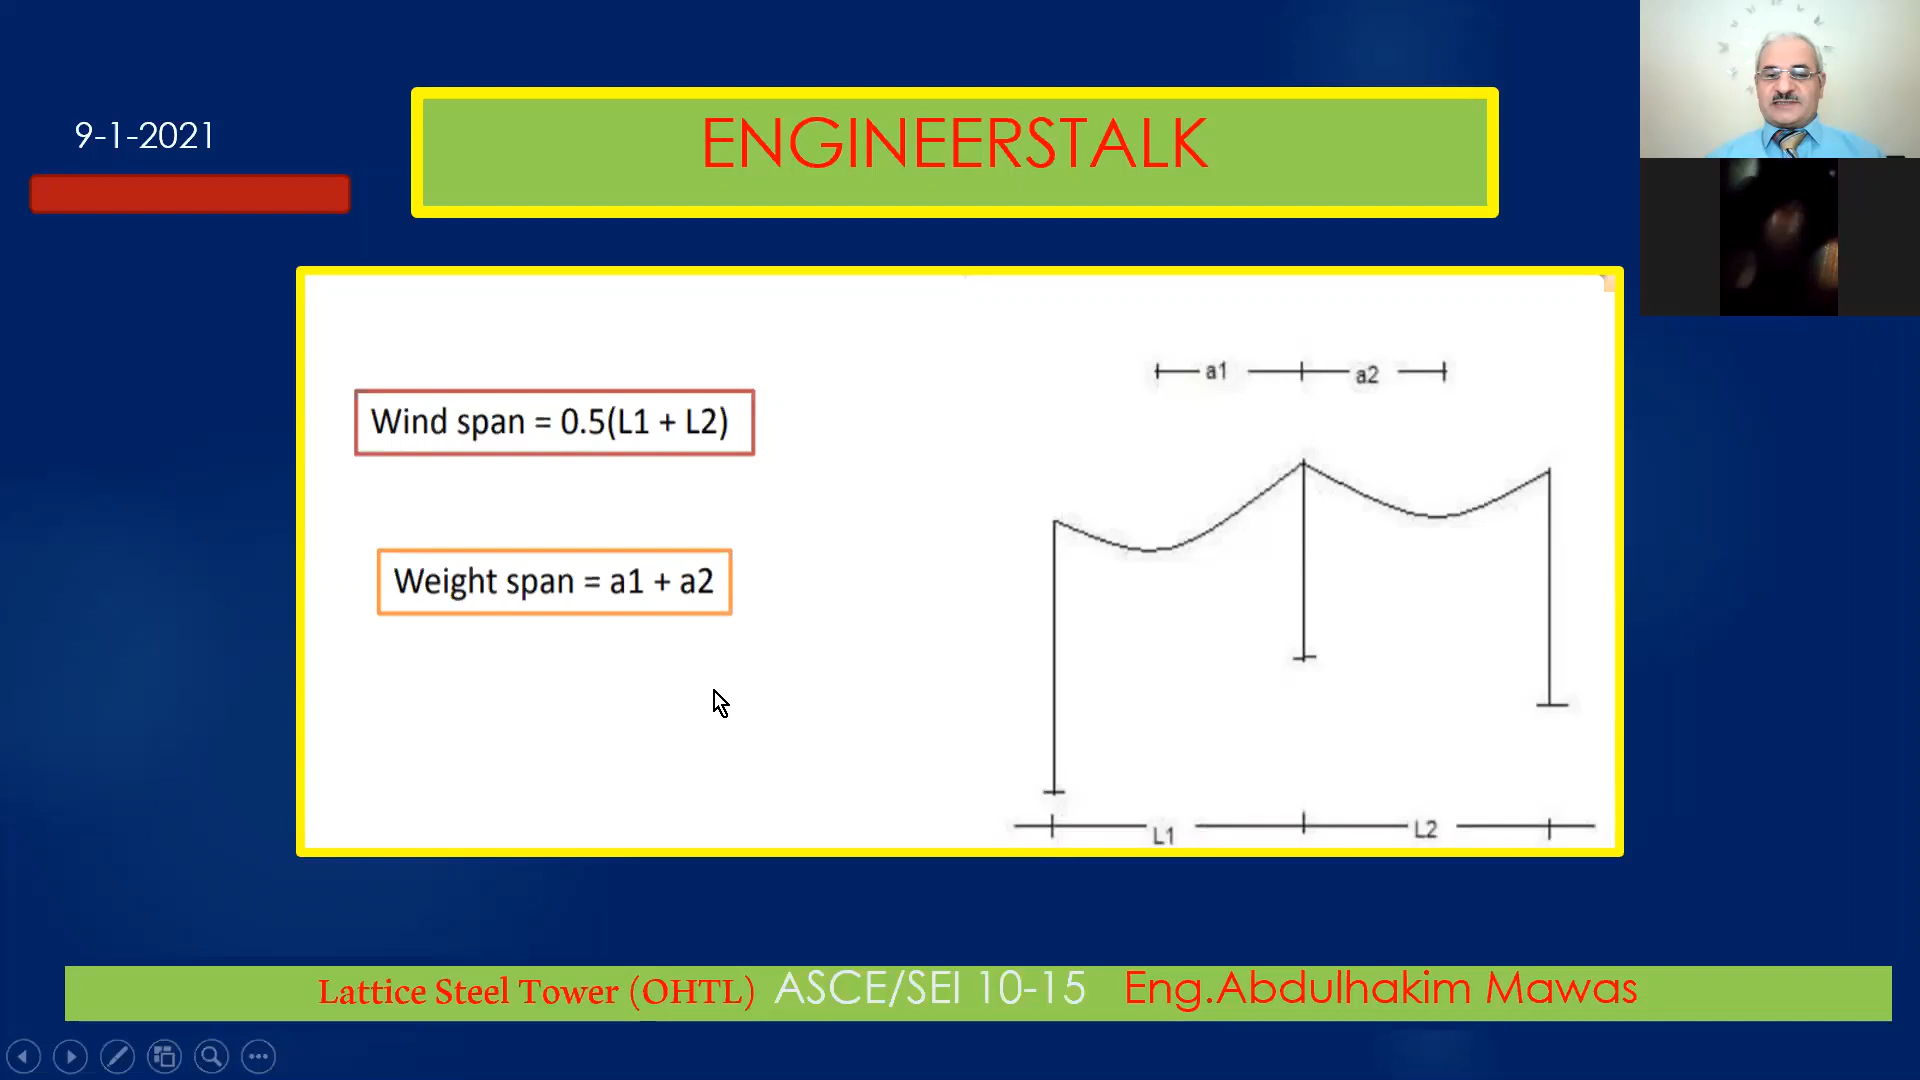 9-1-2021
ENGINEERSTALK
Wind span = 0.5(L1 + L2)
Weight span = a1 + a2
a1
a2
L1
L2
Lattice Steel Tower (OHTL) ASCE/SEI 10-15 Eng.Abdulhakim Mawas